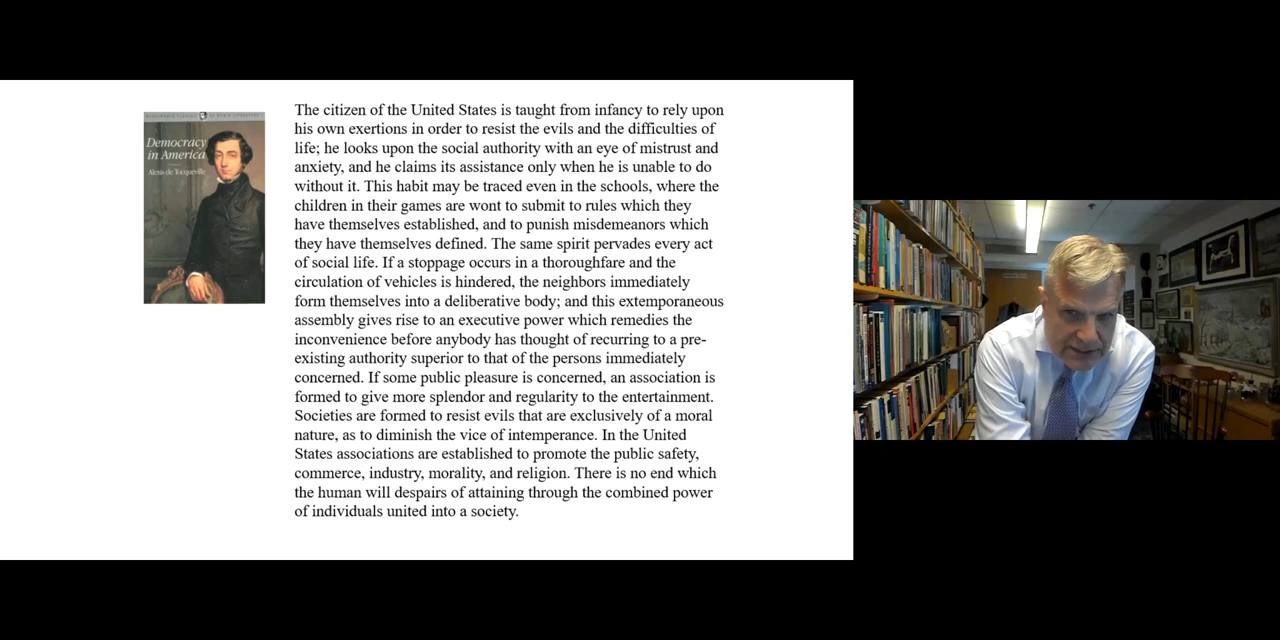 Democracy
in America
Alexis de Tocqueville
The citizen of the United States is taught from infancy to rely upon
his own exertions in order to resist the evils and the difficulties of
life; he looks upon the social authority with an eye of mistrust and
anxiety, and he claims its assistance only when he is unable to do
without it. This habit may be traced even in the schools, where the
children in their games are wont to submit to rules which they
have themselves established, and to punish misdemeanors which
they have themselves defined. The same spirit pervades every act
of social life. If a stoppage occurs in a thoroughfare and the
circulation of vehicles is hindered, the neighbors immediately
form themselves into a deliberative body; and this extemporaneous
assembly gives rise to an executive power which remedies the
inconvenience before anybody has thought of recurring to a pre-
existing authority superior to that of the persons immediately
concerned. If some public pleasure is concerned, an association is
formed to give more splendor and regularity to the entertainment.
Societies are formed to resist evils that are exclusively of a moral
nature, as to diminish the vice of intemperance. In the United
States associations are established to promote the public safety,
commerce, industry, morality, and religion. There is no end which
the human will despairs of attaining through the combined power
of individuals united into a society.